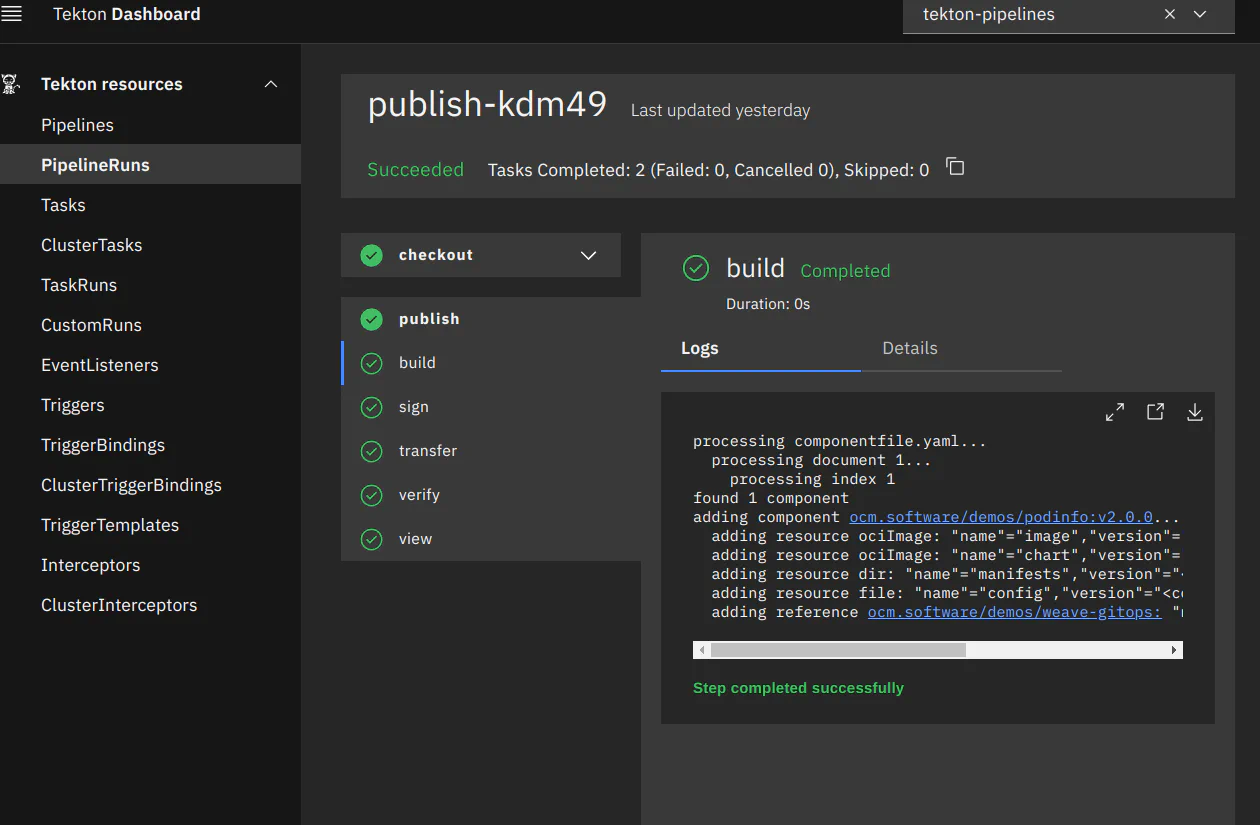 Tekton Dashboard
tekton-pipelines
Tekton resources
Pipelines
PipelineRuns
Tasks
ClusterTasks
TaskRuns
CustomRuns
EventListeners
Triggers
TriggerBindings
ClusterTriggerBindings
TriggerTemplates
Interceptors
ClusterInterceptors
publish-kdm49 Last updated yesterday
Succeeded Tasks Completed: 2 (Failed: 0, Cancelled 0), Skipped: 0
checkout
publish
build
sign
transfer
verify
view
build Completed
Duration: 0s
Logs Details
processing componentfile.yaml...
processing document 1...
processing index 1
found 1 component
adding component ocm.software/demos/podinfo:v2.0.0...
adding resource ociImage: "name"="image","version"=
adding resource ociImage: "name"="chart","version"=
adding resource dir: "name"="manifests","version"="
adding resource file: "name"="config","version"="<c
adding reference ocm.software/demos/weave-gitops: "
Step completed successfully